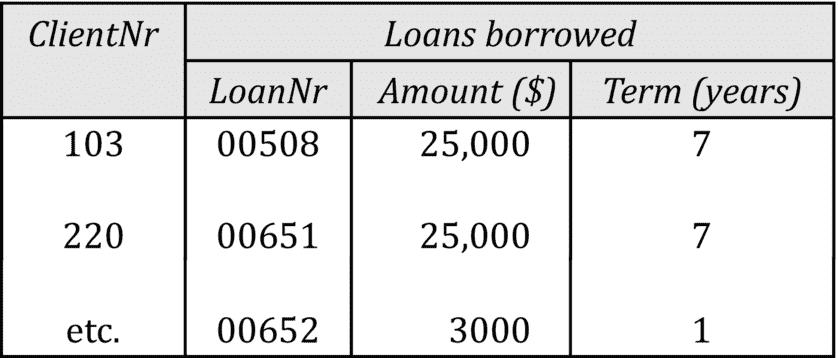 ClientNr Loans borrowed
LoanNr Amount ($) Term (years)
103 00508 25,000 7
220 00651 25,000 7
etc. 00652 3000 1